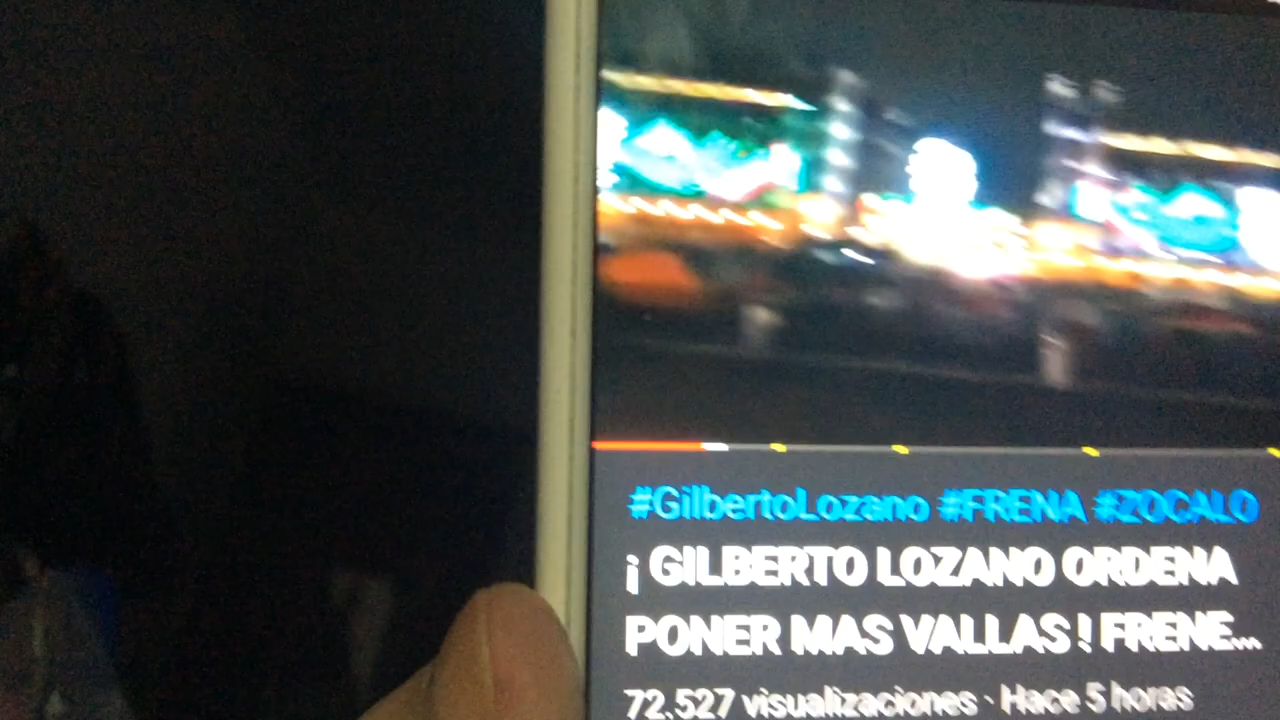 #GilbertoLozano #FRENA #ZOCALO
¡ GILBERTO LOZANO ORDENA
PONER MAS VALLAS ! FRENE...
72,527 visualizaciones · Hace 5 horas